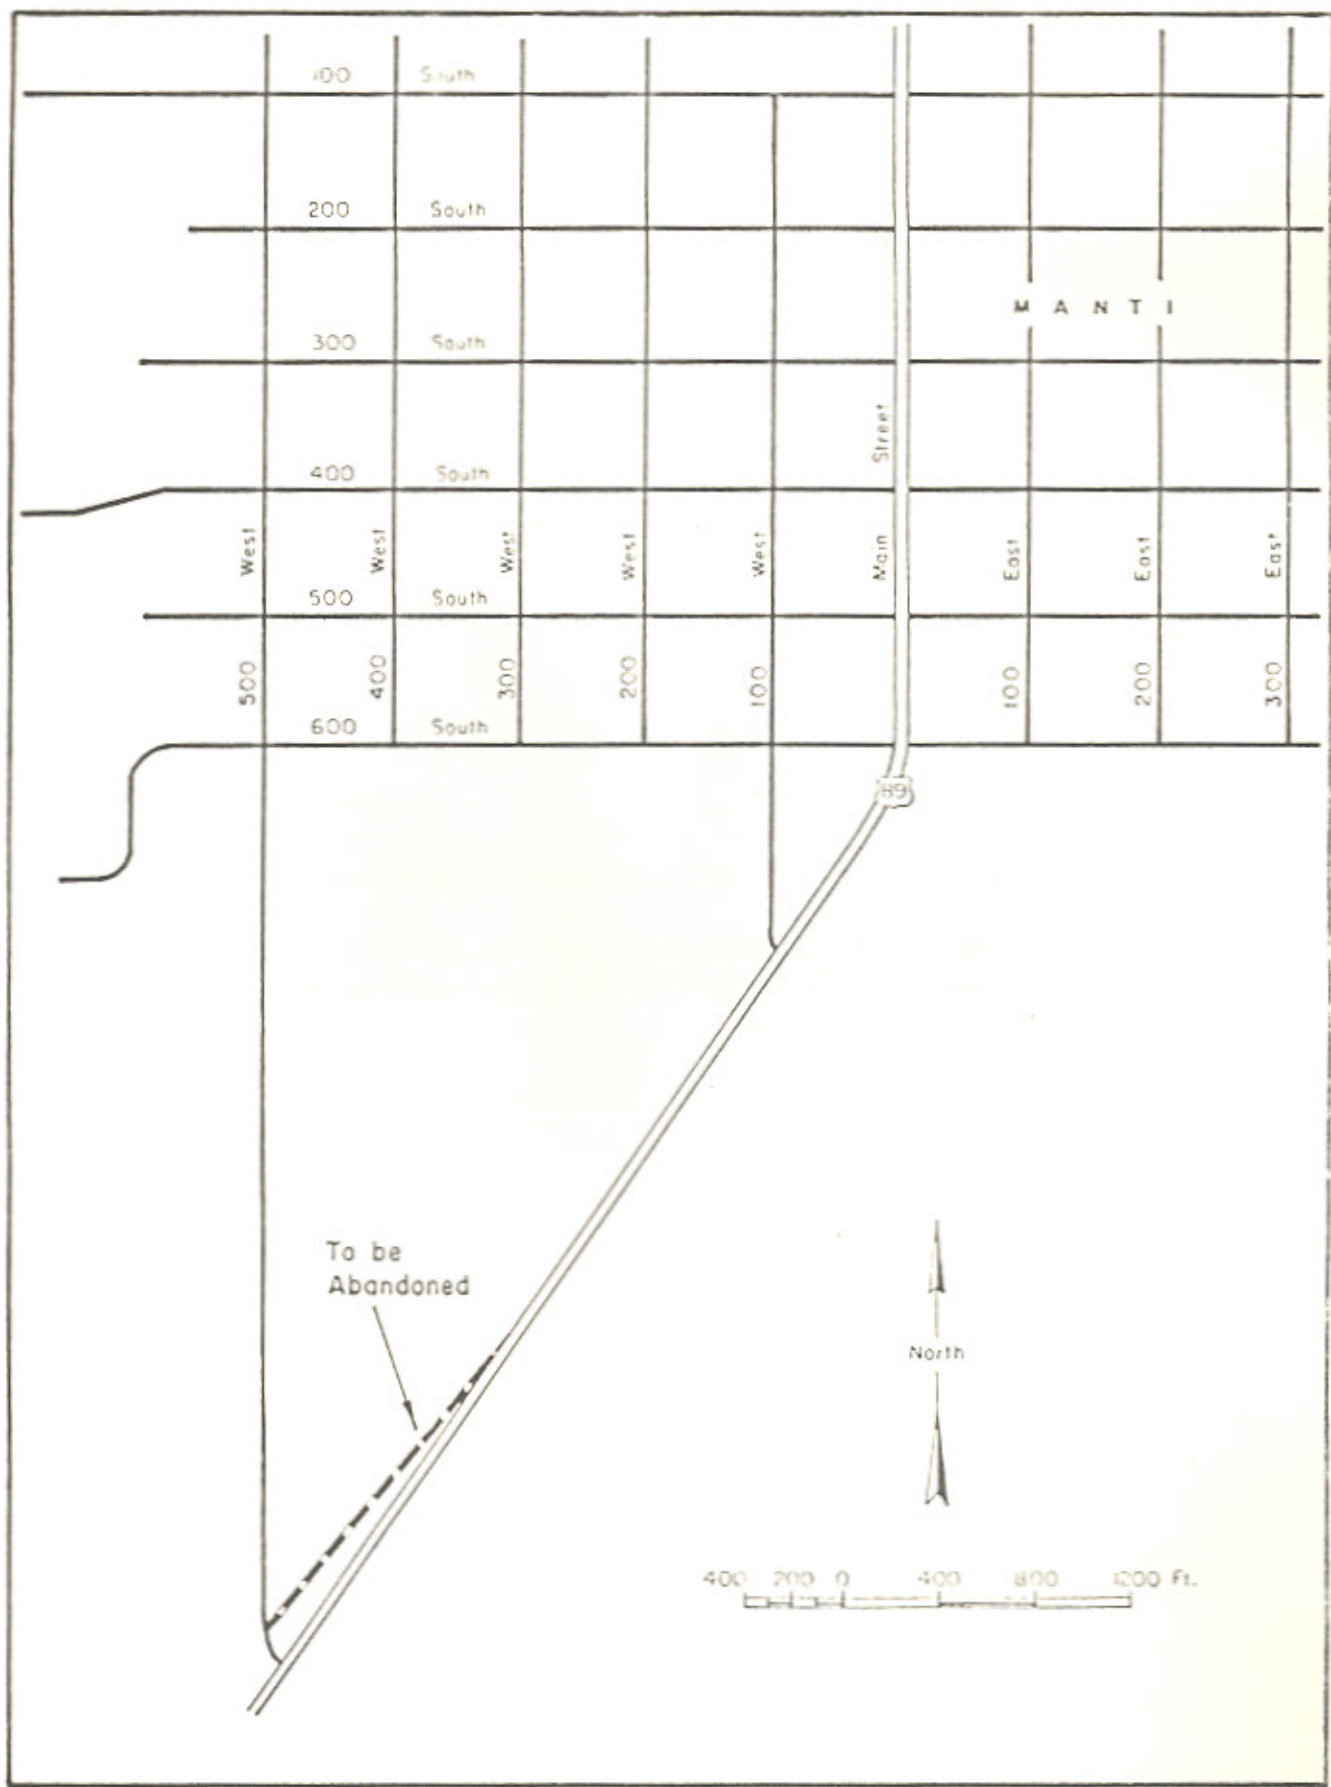 100 South
200 South
MANTI
300 South
Main Street
400 South
500 West
400 West
300 West
200 West
100 West
100 East
200 East
300 East
500 South
600 South
89
To be
Abandoned
North
400 200 0 400 800 1200 Ft.